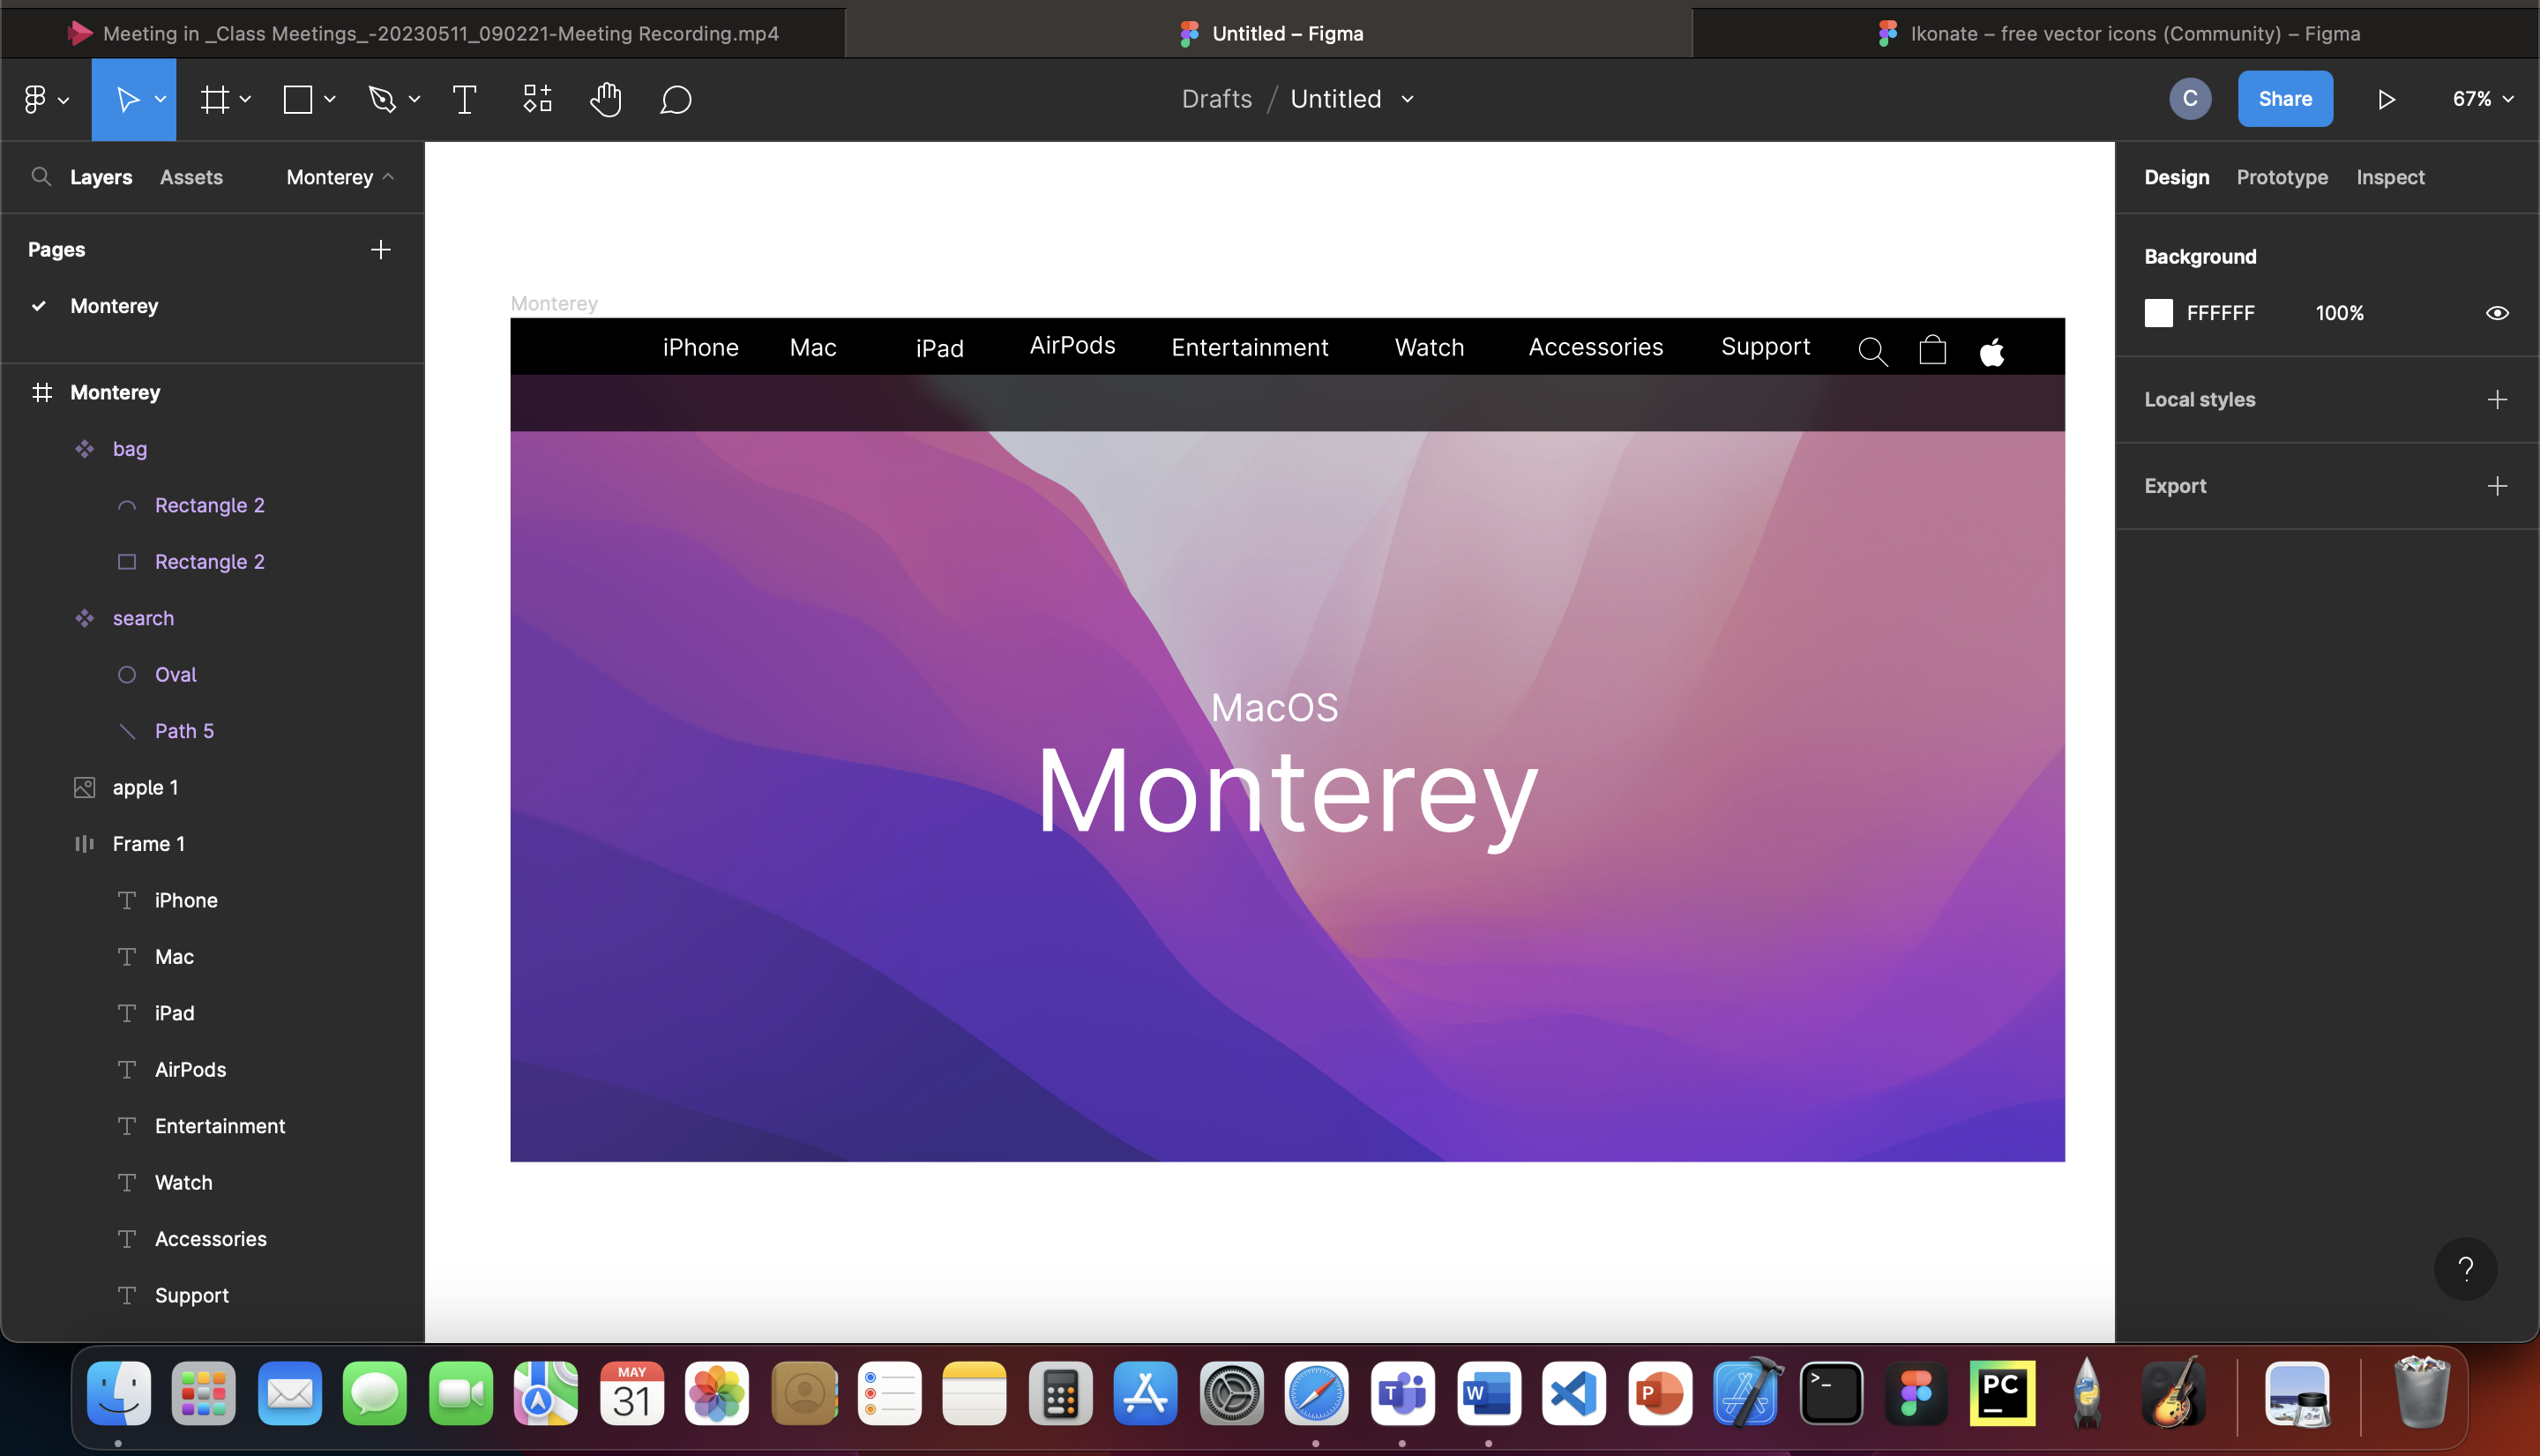 Meeting in _Class Meetings_-20230511_090221-Meeting Recording.mp4
Untitled – Figma
Ikonate – free vector icons (Community) – Figma
Drafts / Untitled
C
Share
67%
Layers
Assets
Monterey
Design
Prototype
Inspect
Pages
Monterey
Background
FFFFFF
100%
Local styles
Export
Monterey
bag
Rectangle 2
Rectangle 2
search
Oval
Path 5
apple 1
Frame 1
iPhone
Mac
iPad
AirPods
Entertainment
Watch
Accessories
Support
Monterey
iPhone
Mac
iPad
AirPods
Entertainment
Watch
Accessories
Support
MacOS
Monterey
?
MAY
31
T
W
P
>_
PC